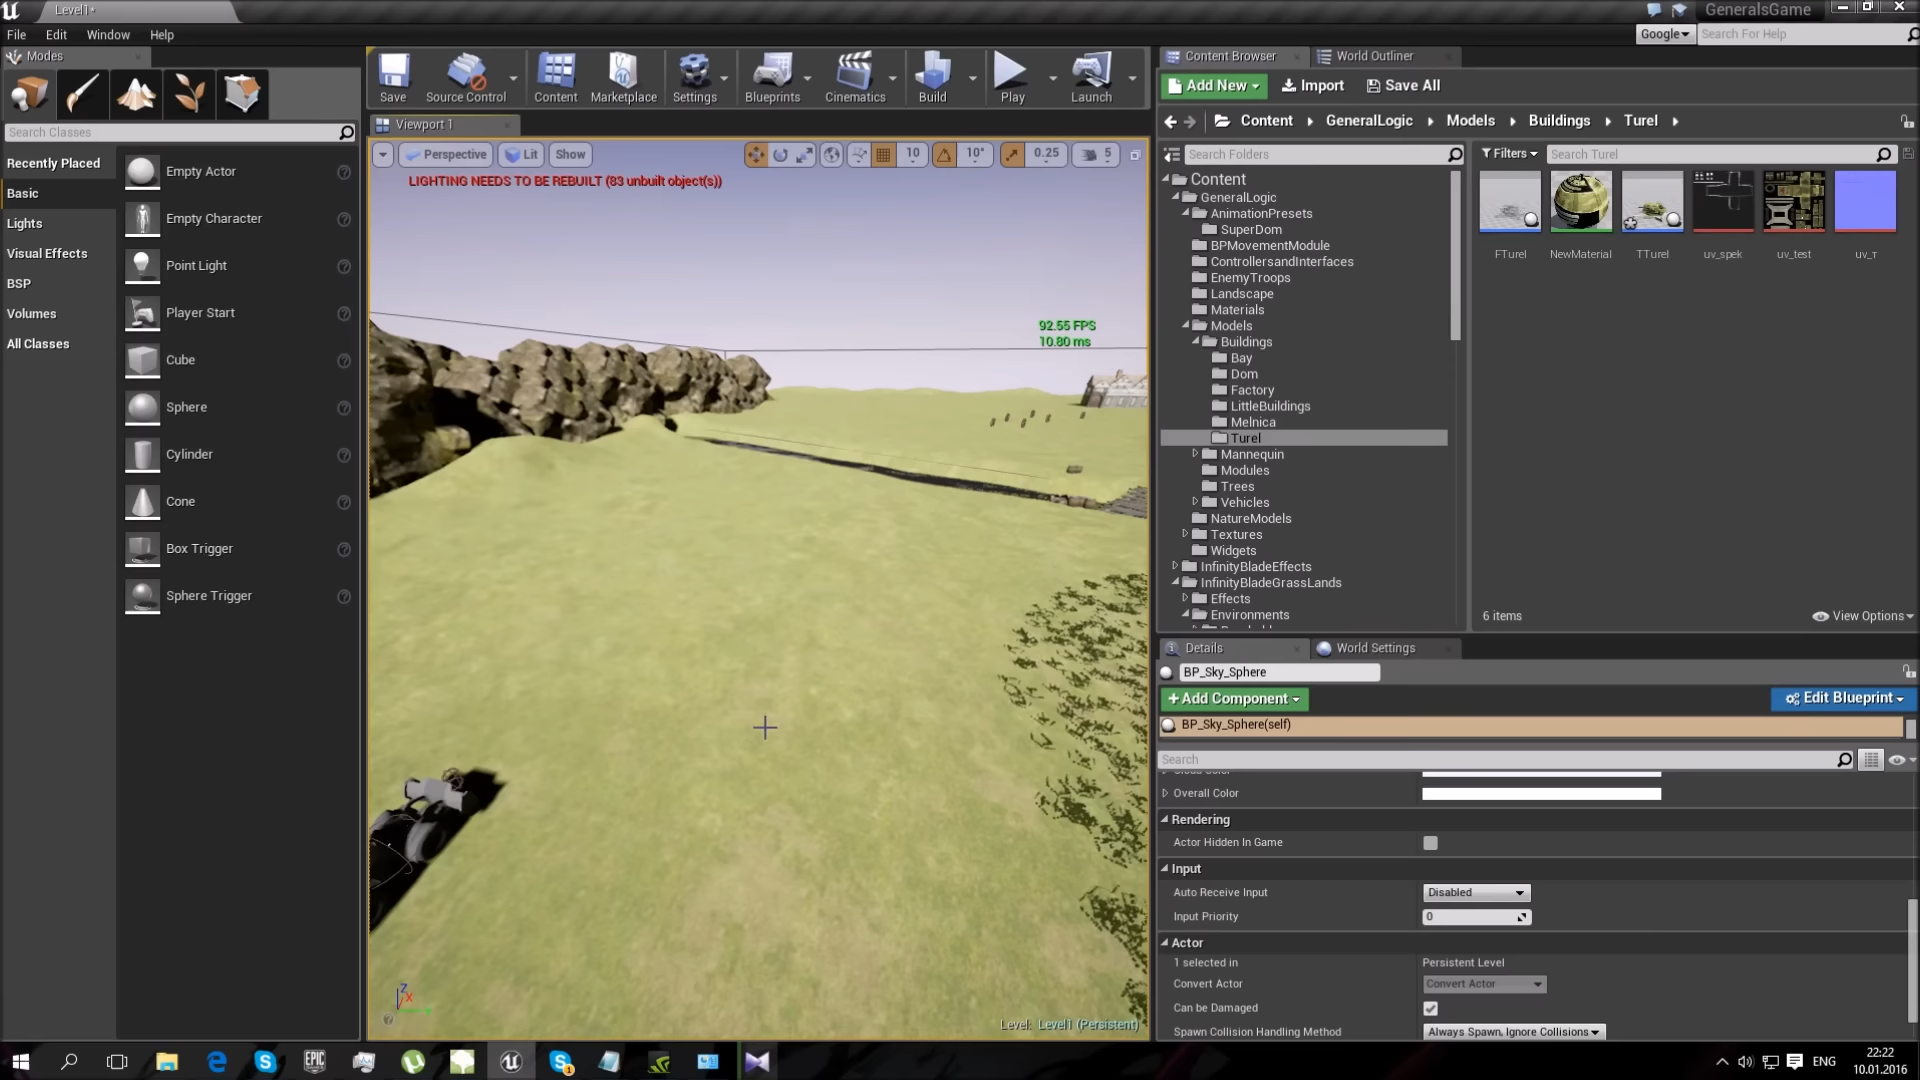 Level1*
GeneralsGame
File Edit Window Help
Google
Search For Help
Modes
Search Classes
Recently Placed
Basic
Lights
Visual Effects
BSP
Volumes
All Classes
Empty Actor
Empty Character
Point Light
Player Start
Cube
Sphere
Cylinder
Cone
Box Trigger
Sphere Trigger
Save
Source Control
Content
Marketplace
Settings
Blueprints
Cinematics
Build
Play
Launch
Viewport 1
Perspective
Lit
Show
10
10°
0.25
5
LIGHTING NEEDS TO BE REBUILT (83 unbuilt object(s))
92.55 FPS
10.80 ms
Z
X
Level: Level1 (Persistent)
Content Browser
World Outliner
Add New
Import
Save All
Content
GeneralLogic
Models
Buildings
Turel
Search Folders
Content
GeneralLogic
AnimationPresets
SuperDom
BPMovementModule
ControllersandInterfaces
EnemyTroops
Landscape
Materials
Models
Buildings
Bay
Dom
Factory
LittleBuildings
Melnica
Turel
Mannequin
Modules
Trees
Vehicles
NatureModels
Textures
Widgets
InfinityBladeEffects
InfinityBladeGrassLands
Effects
Environments
Filters
Search Turel
FTurel
NewMaterial
TTurel
uv_spek
uv_test
uv_т
6 items
View Options
Details
World Settings
BP_Sky_Sphere
+Add Component
Edit Blueprint
BP_Sky_Sphere(self)
Search
Overall Color
Rendering
Actor Hidden In Game
Input
Auto Receive Input
Disabled
Input Priority
0
Actor
1 selected in
Persistent Level
Convert Actor
Convert Actor
Can be Damaged
Spawn Collision Handling Method
Always Spawn, Ignore Collisions
EPIC
GAMES
1
ENG
22:22
10.01.2016